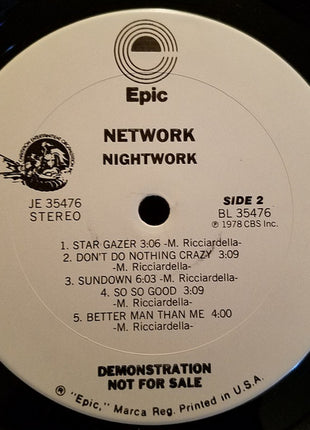 Epic
NETWORK
NIGHTWORK
JE 35476
STEREO
SIDE 2
BL 35476
℗ 1978 CBS Inc.
1. STAR GAZER 3:06 -M. Ricciardella-
2. DON'T DO NOTHING CRAZY 3:09
-M. Ricciardella-
3. SUNDOWN 6:03 -M. Ricciardella-
4. SO SO GOOD 3:09
-M. Ricciardella-
5. BETTER MAN THAN ME 4:00
-M. Ricciardella-
DEMONSTRATION
NOT FOR SALE
® "Epic," Marca Reg. Printed in U.S.A.